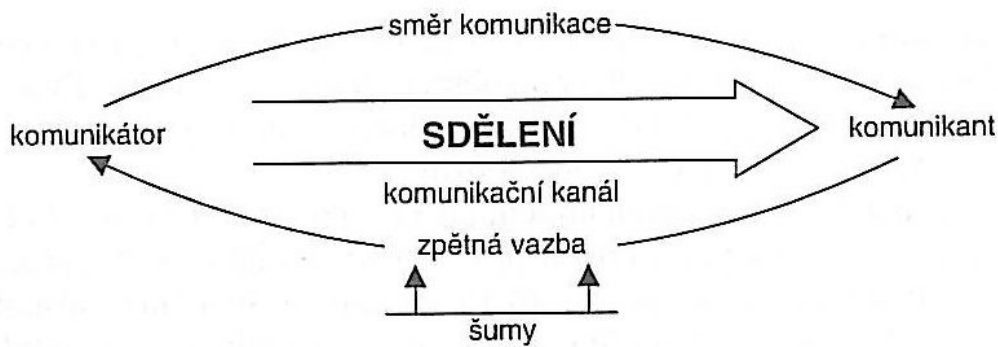 směr komunikace
komunikátor
SDĚLENÍ
komunikant
komunikační kanál
zpětná vazba
šumy